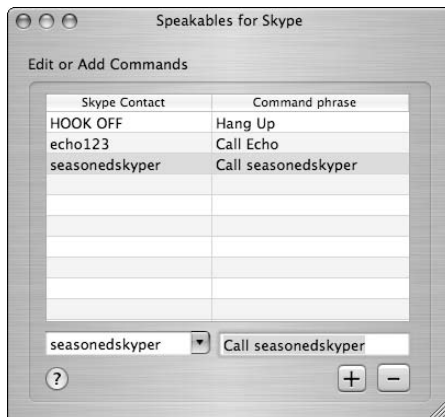 Speakables for Skype
Edit or Add Commands
Skype Contact Command phrase
HOOK OFF Hang Up
echo123 Call Echo
seasonedskyper Call seasonedskyper
seasonedskyper Call seasonedskyper
? + −